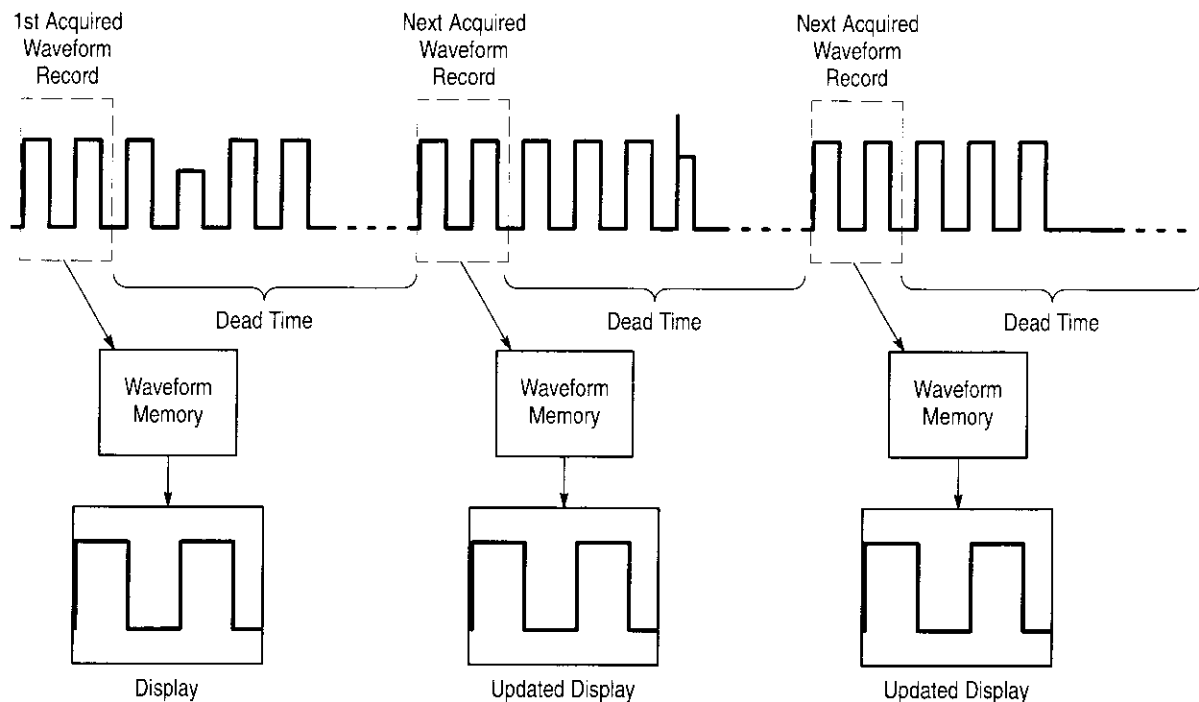 1st Acquired
Waveform
Record
Next Acquired
Waveform
Record
Next Acquired
Waveform
Record
Dead Time
Dead Time
Dead Time
Waveform
Memory
Waveform
Memory
Waveform
Memory
Display
Updated Display
Updated Display